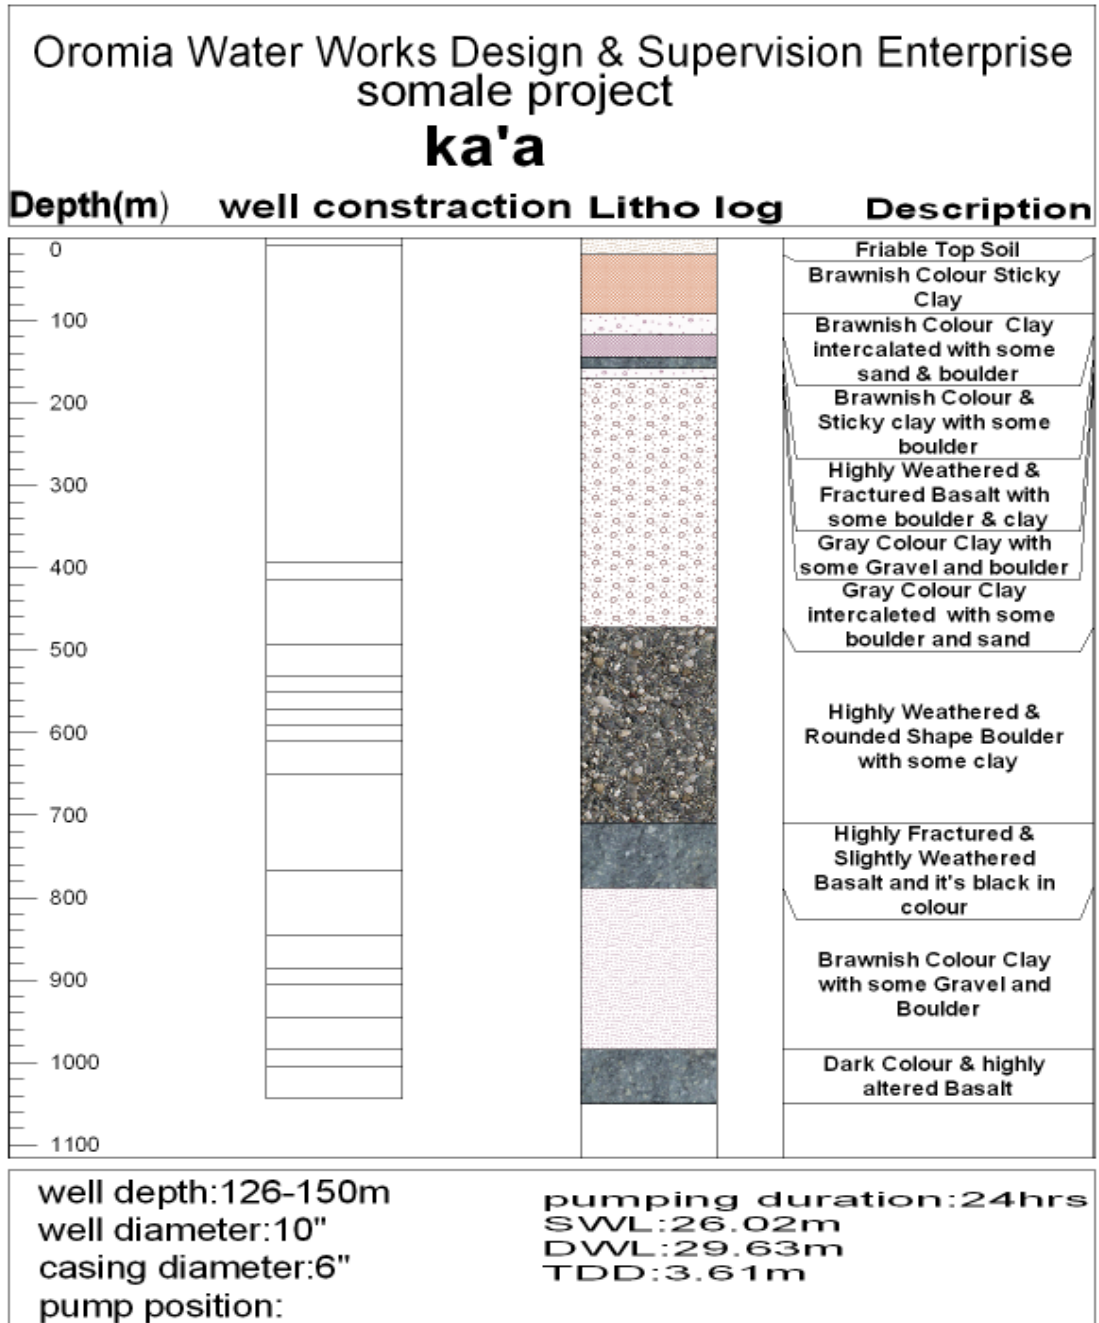 Oromia Water Works Design & Supervision Enterprise
somale project
ka'a
Depth(m) well constraction Litho log Description
0
100
200
300
400
500
600
700
800
900
1000
1100
Friable Top Soil
Brawnish Colour Sticky
Clay
Brawnish Colour Clay
intercalated with some
sand & boulder
Brawnish Colour &
Sticky clay with some
boulder
Highly Weathered &
Fractured Basalt with
some boulder & clay
Gray Colour Clay with
some Gravel and boulder
Gray Colour Clay
intercaleted with some
boulder and sand
Highly Weathered &
Rounded Shape Boulder
with some clay
Highly Fractured &
Slightly Weathered
Basalt and it's black in
colour
Brawnish Colour Clay
with some Gravel and
Boulder
Dark Colour & highly
altered Basalt
well depth:126-150m
well diameter:10"
casing diameter:6"
pump position:
pumping duration:24hrs
SWL:26.02m
DWL:29.63m
TDD:3.61m